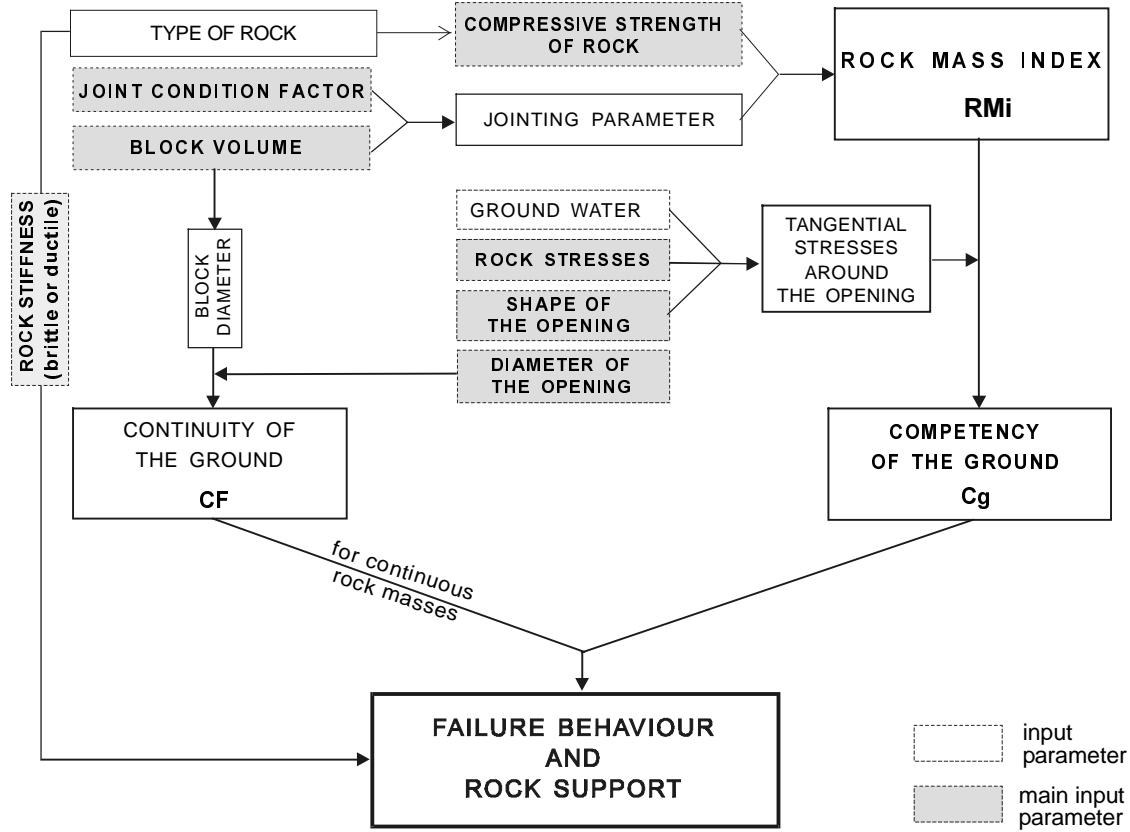 TYPE OF ROCK
COMPRESSIVE STRENGTH
OF ROCK
ROCK MASS INDEX
RMi
JOINT CONDITION FACTOR
JOINTING PARAMETER
BLOCK VOLUME
ROCK STIFFNESS
(brittle or ductile)
BLOCK
DIAMETER
GROUND WATER
ROCK STRESSES
SHAPE OF
THE OPENING
DIAMETER OF
THE OPENING
TANGENTIAL
STRESSES
AROUND
THE OPENING
CONTINUITY OF
THE GROUND
CF
COMPETENCY
OF THE GROUND
Cg
for continuous
rock masses
FAILURE BEHAVIOUR
AND
ROCK SUPPORT
input
parameter
main input
parameter